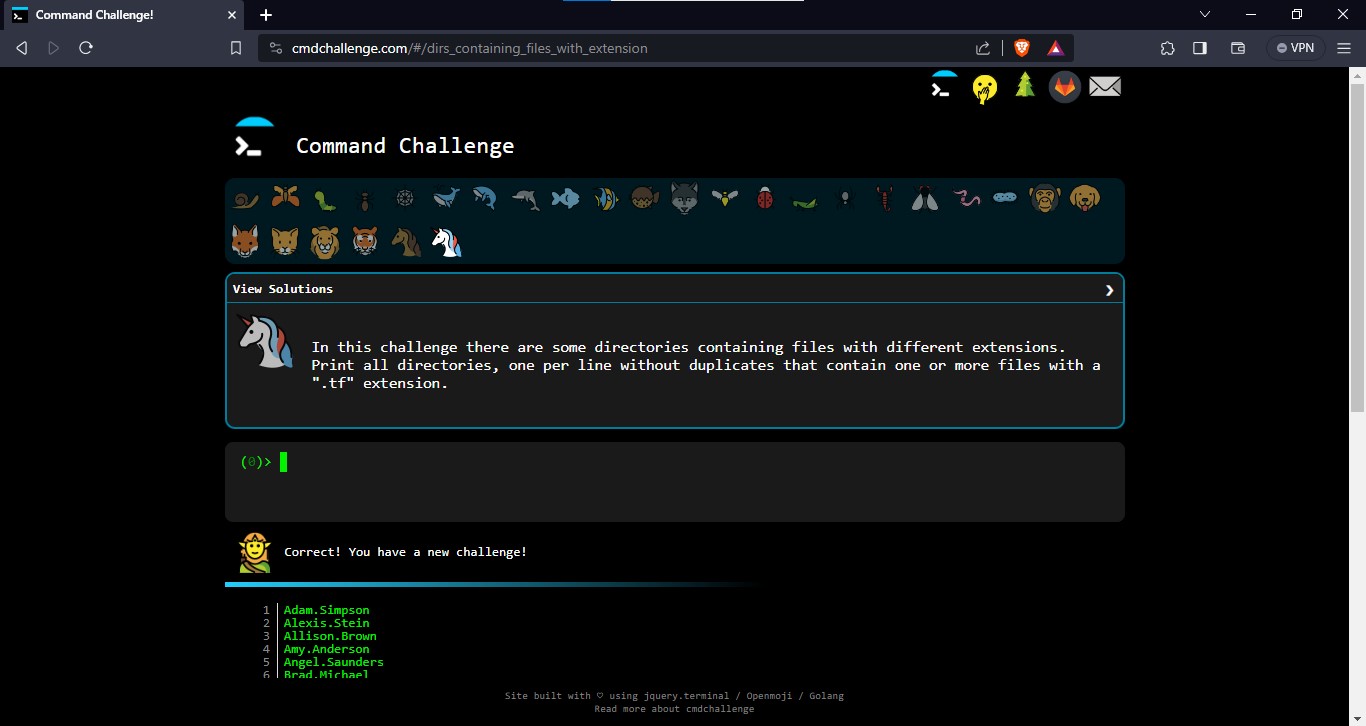 Command Challenge!
cmdchallenge.com/#/dirs_containing_files_with_extension
VPN
Command Challenge
View Solutions
In this challenge there are some directories containing files with different extensions.
Print all directories, one per line without duplicates that contain one or more files with a
".tf" extension.
(0)>
Correct! You have a new challenge!
1 Adam.Simpson
2 Alexis.Stein
3 Allison.Brown
4 Amy.Anderson
5 Angel.Saunders
6 Brad.Michael
Site built with ♡ using jquery.terminal / Openmoji / Golang
Read more about cmdchallenge